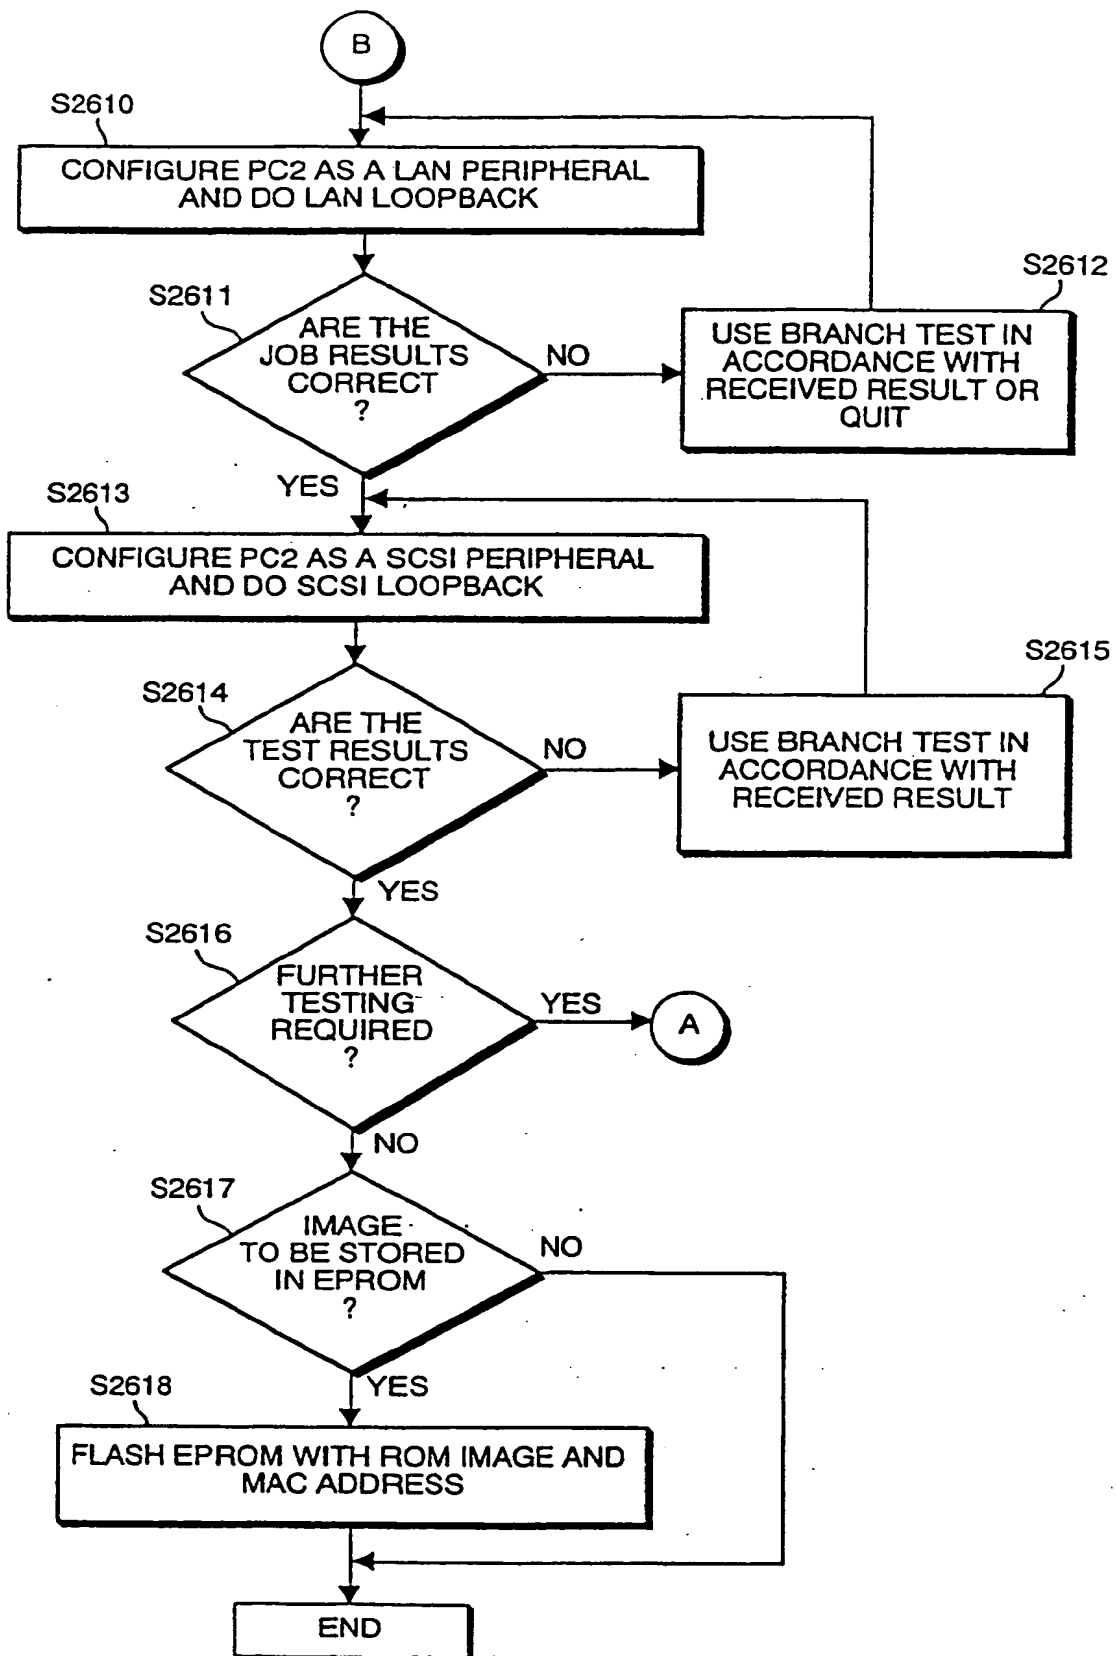 B
S2610
CONFIGURE PC2 AS A LAN PERIPHERAL
AND DO LAN LOOPBACK
S2611
ARE THE
JOB RESULTS
CORRECT
?
NO
S2612
USE BRANCH TEST IN
ACCORDANCE WITH
RECEIVED RESULT OR
QUIT
YES
S2613
CONFIGURE PC2 AS A SCSI PERIPHERAL
AND DO SCSI LOOPBACK
S2614
ARE THE
TEST RESULTS
CORRECT
?
NO
S2615
USE BRANCH TEST IN
ACCORDANCE WITH
RECEIVED RESULT
YES
S2616
FURTHER
TESTING
REQUIRED
?
YES
A
NO
S2617
IMAGE
TO BE STORED
IN EPROM
?
NO
YES
S2618
FLASH EPROM WITH ROM IMAGE AND
MAC ADDRESS
END